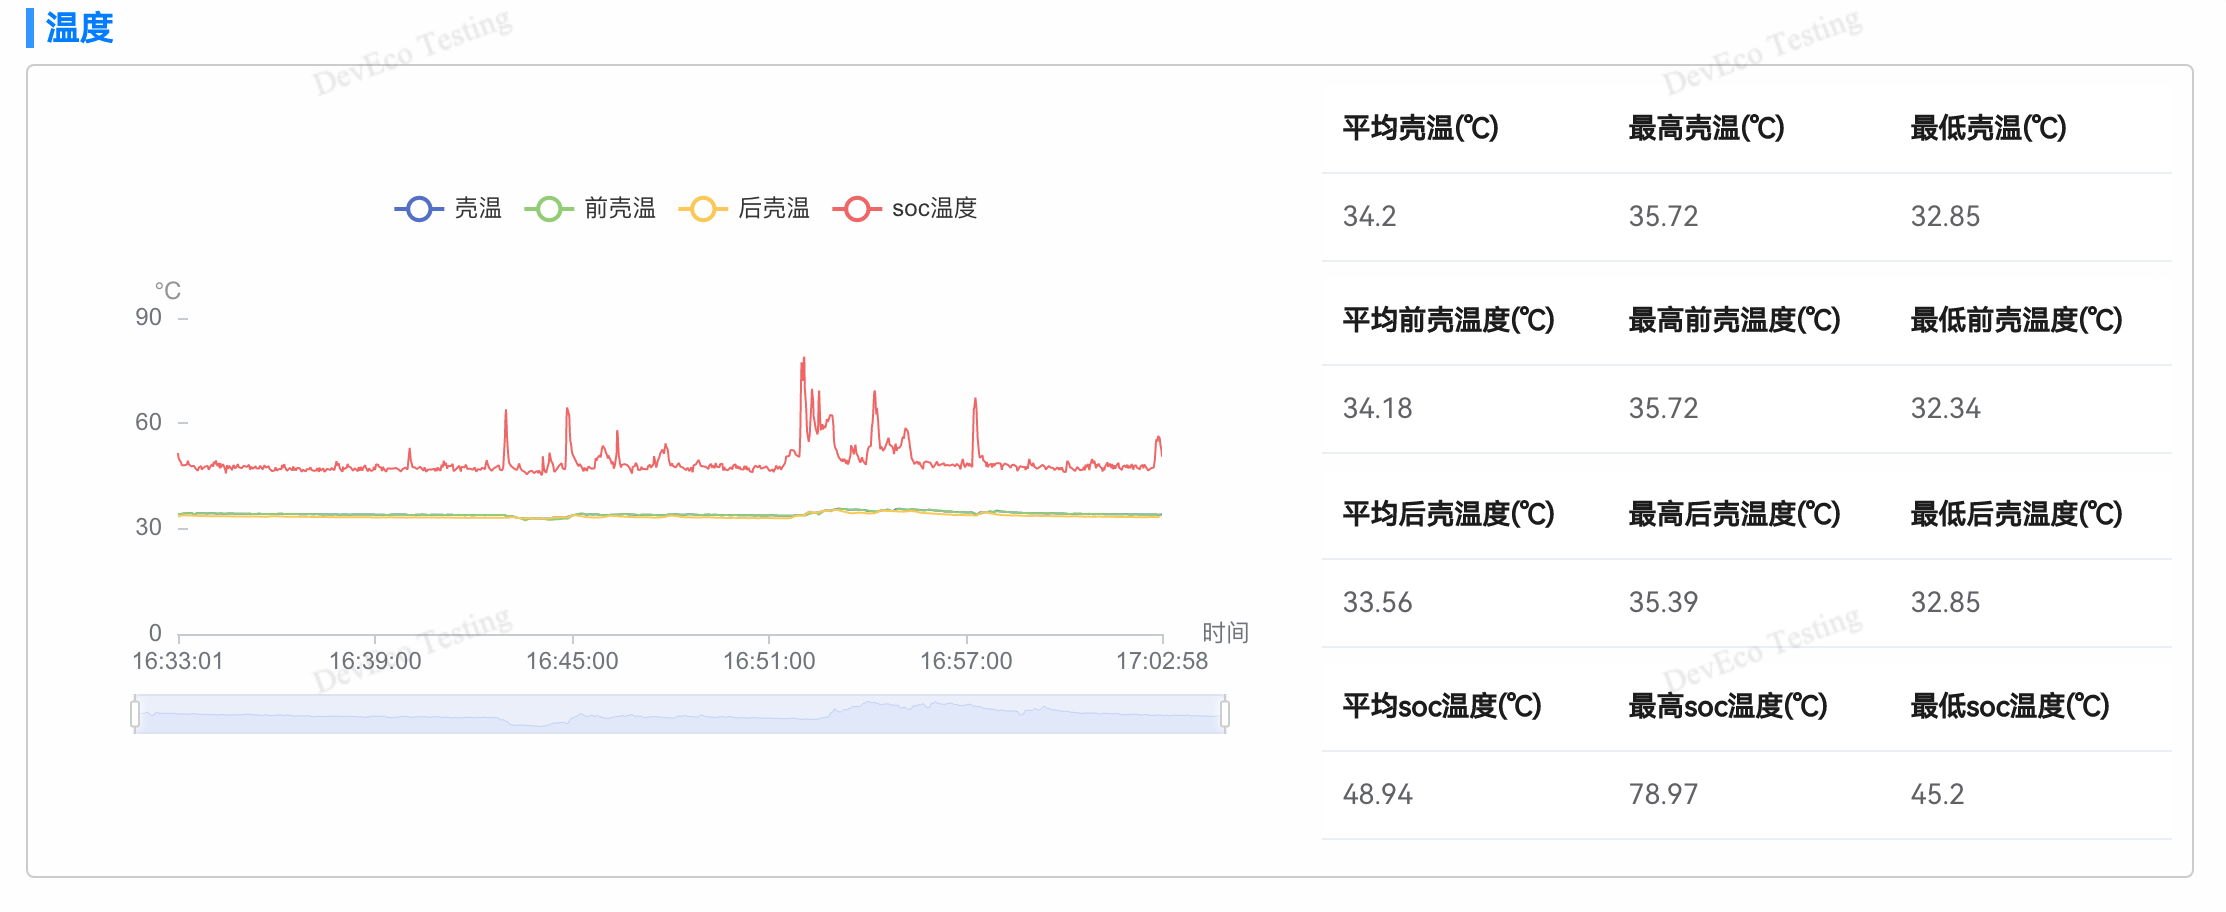 温度
DevEco Testing
DevEco Testing
壳温 前壳温 后壳温 soc温度
°C
90
60
30
0
时间
16:33:01 16:39:00 16:45:00 16:51:00 16:57:00 17:02:58
DevEco Testing
DevEco Testing
平均壳温(℃) 最高壳温(℃) 最低壳温(℃)
34.2 35.72 32.85
平均前壳温度(℃) 最高前壳温度(℃) 最低前壳温度(℃)
34.18 35.72 32.34
平均后壳温度(℃) 最高后壳温度(℃) 最低后壳温度(℃)
33.56 35.39 32.85
平均soc温度(℃) 最高soc温度(℃) 最低soc温度(℃)
48.94 78.97 45.2